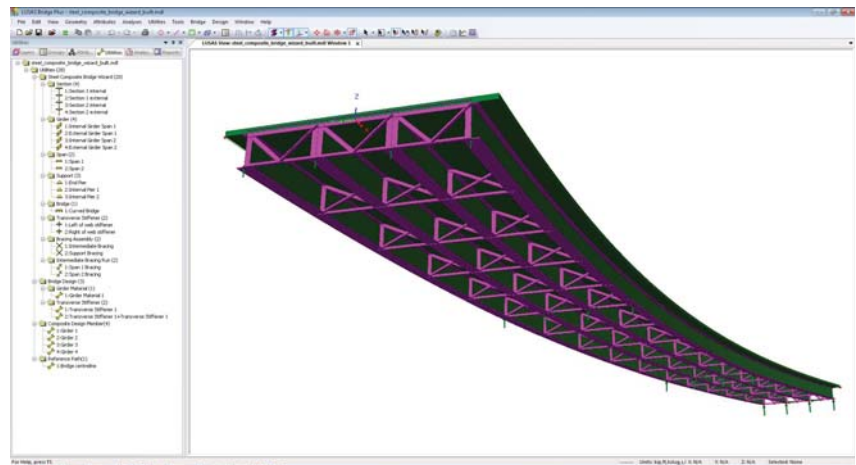 LUSAS Bridge Plus - steel_composite_bridge_wizard_built.mdl
File Edit View Geometry Attributes Analyses Utilities Tools Bridge Design Window Help
LUSAS View: steel_composite_bridge_wizard_built.mdl Window 1 x
Utilities
steel_composite_bridge_wizard_built.mdl
Utilities (28)
Steel Composite Bridge Wizard (20)
Section (4)
1:Section 1 internal
2:Section 1 external
3:Section 2 internal
4:Section 2 external
Girder (4)
1:Internal Girder Span 1
2:External Girder Span 1
3:Internal Girder Span 2
4:External Girder Span 2
Span (2)
1:Span 1
2:Span 2
Support (3)
1:End Pier
2:Internal Pier 1
3:Internal Pier 2
Bridge (1)
1:Curved Bridge
Transverse Stiffener (2)
1:Left of web stiffener
2:Right of web stiffener
Bracing Assembly (2)
1:Intermediate Bracing
2:Support Bracing
Intermediate Bracing Run (2)
1:Span 1 Bracing
2:Span 2 Bracing
Bridge Design (3)
Girder Material (1)
1:Girder Material 1
Transverse Stiffener (2)
1:Transverse Stiffener 1
2:Transverse Stiffener 1+Transverse Stiffener 1
Composite Design Member(4)
1:Girder 1
2:Girder 2
3:Girder 3
4:Girder 4
Reference Path(1)
1:Bridge centreline
Z
X
For Help, press F1
Units: X: N/A Y: N/A Z: N/A Selected: None